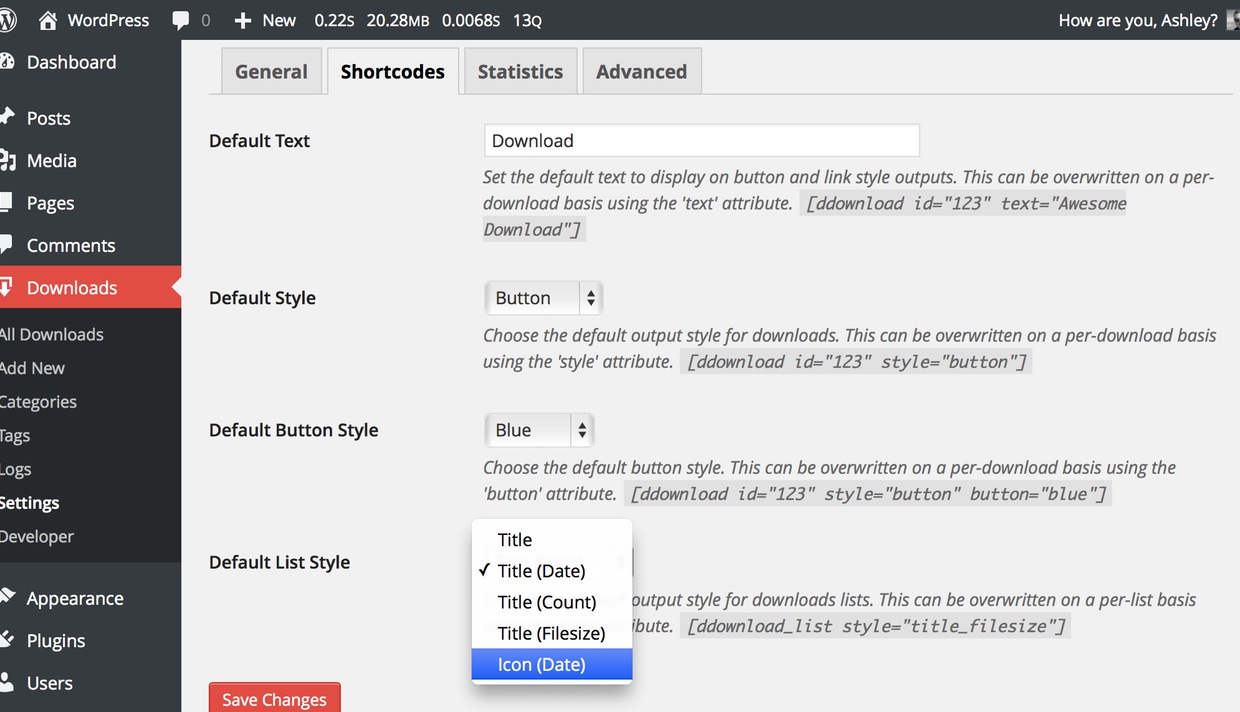 WordPress 0 New 0.22S 20.28MB 0.0068S 13Q How are you, Ashley?
Dashboard
Posts
Media
Pages
Comments
Downloads
All Downloads
Add New
Categories
Tags
Logs
Settings
Developer
Appearance
Plugins
Users
General Shortcodes Statistics Advanced
Default Text
Download
Set the default text to display on button and link style outputs. This can be overwritten on a per-
download basis using the 'text' attribute. [ddownload id="123" text="Awesome
Download"]
Default Style
Button
Choose the default output style for downloads. This can be overwritten on a per-download basis
using the 'style' attribute. [ddownload id="123" style="button"]
Default Button Style
Blue
Choose the default button style. This can be overwritten on a per-download basis using the
'button' attribute. [ddownload id="123" style="button" button="blue"]
Default List Style
Title
Title (Date)
Title (Count)
Title (Filesize)
Icon (Date)
output style for downloads lists. This can be overwritten on a per-list basis
[ddownload_list style="title_filesize"]
Save Changes